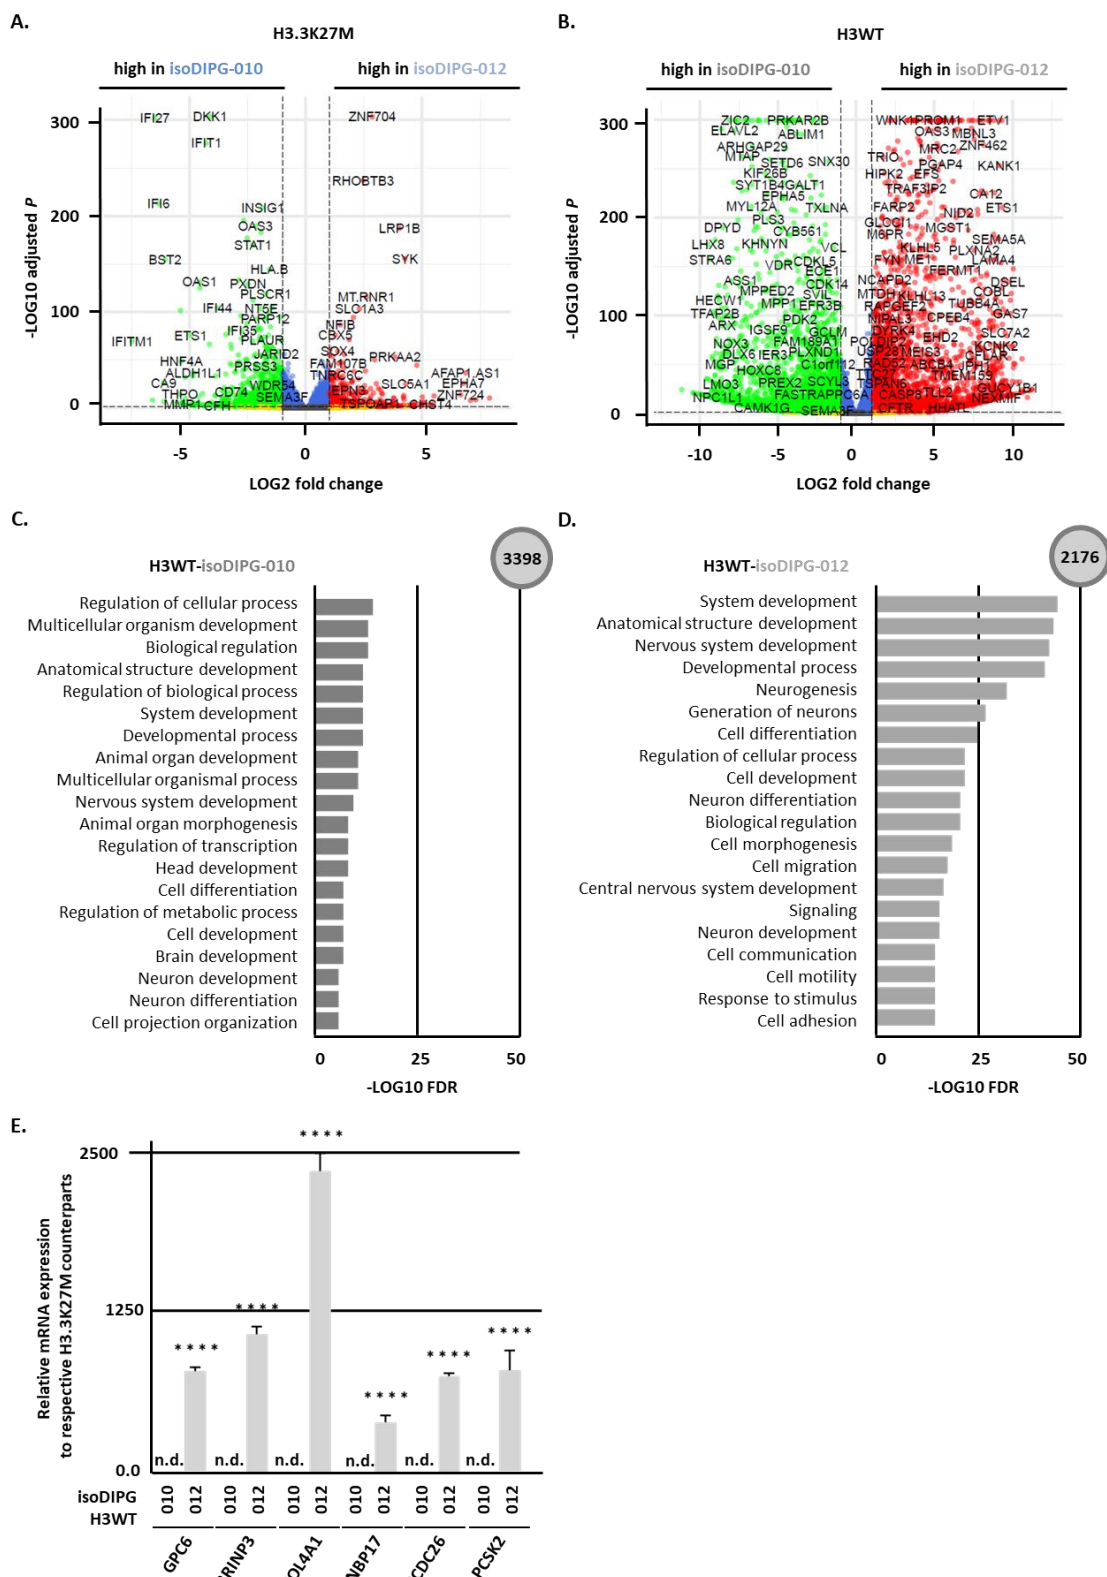 A.
H3.3K27M
high in isoDIPG-010
high in isoDIPG-012
-LOG10 adjusted P
300
200
100
0
IFI27
DKK1
IFIT1
IFI6
INSIG1
OAS3
STAT1
BST2
HLA.B
OAS1
PXDN
PLSCR1
IFI44
NT5E
PARP12
IFI35
ETS1
PLAUR
IFITM1
JARID2
HNF4A
PRSS3
ALDH1L1
CA9
WDR54
CD74
THPO
SEMA3F
MMP1
CFH
ZNF704
RHOBTB3
LRP1B
SYK
MT.RNR1
SLC1A3
NFIB
CBX5
SOX4
PRKAA2
FAM107B
TNRC6C
AFAP1.AS1
SLC5A1
EPHA7
EPN3
ZNF724
TSPOAP1
CHST4
-5
0
5
LOG2 fold change
B.
H3WT
high in isoDIPG-010
high in isoDIPG-012
-LOG10 adjusted P
300
200
100
0
ZIC2
PRKAR2B
ELAVL2
ABLIM1
ARHGAP29
MTAP
SETD6
SNX30
KIF26B
SYT1
B4GALT1
EPHA5
MYL12A
TXLNA
PLS3
DPYD
CYB561
LHX8
KHNYN
VCL
STRA6
VDR
CDKL5
ECE1
ASS1
CDK14
MPPED2
SVIL
HECW1
MPP1
EFR3B
TFAP2B
PDK2
ARX
IGSF9
GCLM
NOX3
FAM189A1
DLX6
IER3
PLXND1
MGP
C1orf112
HOXC8
LMO3
PREX2
SCYL3
NPC1L1
FASTK
TRAPPC6A
CAMK1G
SEMA3F
WNK1
PROM1
ETV1
OAS3
MBNL3
MRC2
ZNF462
TRIO
PGAP4
KANK1
HIPK2
EFS
TRAF3IP2
CA12
FARP2
NID2
ETS1
GLCCI1
MGST1
M6PR
SEMA5A
KLHL5
PLXNA2
FYN
ME1
LAMA4
FERMT1
NCAPD2
DSEL
MTDH
KLHL13
COBL
RAPGEF2
TUBB4A
NIPAL3
CPEB4
GAS7
DYRK4
SLC7A2
POLDIP2
EHD2
KCNK2
USP28
MEIS3
CFLAR
RAD52
ABCB4
JPH1
TMEM159
TSPAN6
GUCY1B1
CASP8
TLL2
NEXMIF
CFTR
HHATL
-10
-5
0
5
10
LOG2 fold change
C.
H3WT-isoDIPG-010
3398
Regulation of cellular process
Multicellular organism development
Biological regulation
Anatomical structure development
Regulation of biological process
System development
Developmental process
Animal organ development
Multicellular organismal process
Nervous system development
Animal organ morphogenesis
Regulation of transcription
Head development
Cell differentiation
Regulation of metabolic process
Cell development
Brain development
Neuron development
Neuron differentiation
Cell projection organization
0
25
50
-LOG10 FDR
D.
H3WT-isoDIPG-012
2176
System development
Anatomical structure development
Nervous system development
Developmental process
Neurogenesis
Generation of neurons
Cell differentiation
Regulation of cellular process
Cell development
Neuron differentiation
Biological regulation
Cell morphogenesis
Cell migration
Central nervous system development
Signaling
Neuron development
Cell communication
Cell motility
Response to stimulus
Cell adhesion
0
25
50
-LOG10 FDR
E.
Relative mRNA expression
to respective H3.3K27M counterparts
2500
1250
0.0
****
****
****
****
****
****
n.d.
n.d.
n.d.
n.d.
n.d.
n.d.
isoDIPG
H3WT
010 012 010 012 010 012 010 012 010 012 010 012
GPC6
RINP3
OL4A1
NBP17
CDC26
PCSK2